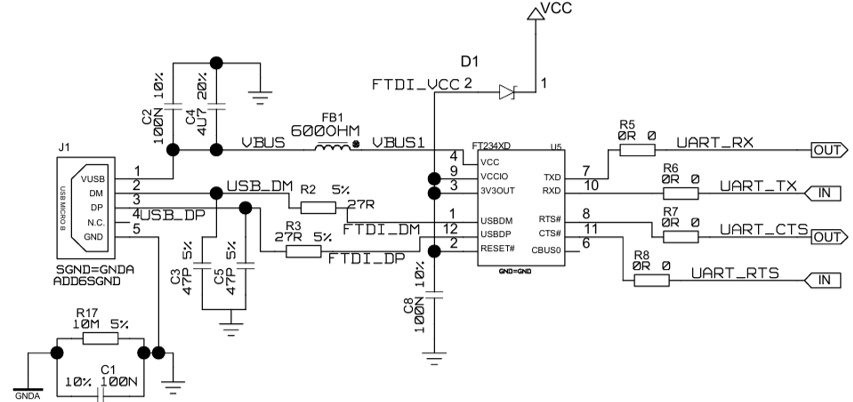 VCC
D1
FTDI_VCC 2
1
C2
100N 10%
C4
4U7 20%
FB1
600OHM
VBUS
VBUS1
J1
USB MICRO B
VUSB 1
DM 2
DP 3
N.C. 4
GND 5
USB_DM
USB_DP
R2 5%
27R
R3
27R 5%
FTDI_DM
FTDI_DP
FT234XD U5
4 VCC
9 VCCIO
3 3V3OUT
1 USBDM
12 USBDP
2 RESET#
TXD 7
RXD 10
RTS# 8
CTS# 11
CBUS0 6
GND=GND
R5
0R 0
UART_RX
OUT
R6
0R 0
UART_TX
IN
R7
0R 0
UART_CTS
OUT
R8
0R 0
UART_RTS
IN
C3
47P 5%
C5
47P 5%
C8
100N 10%
SGND=GNDA
ADD6SGND
R17
10M 5%
C1
10% 100N
GNDA